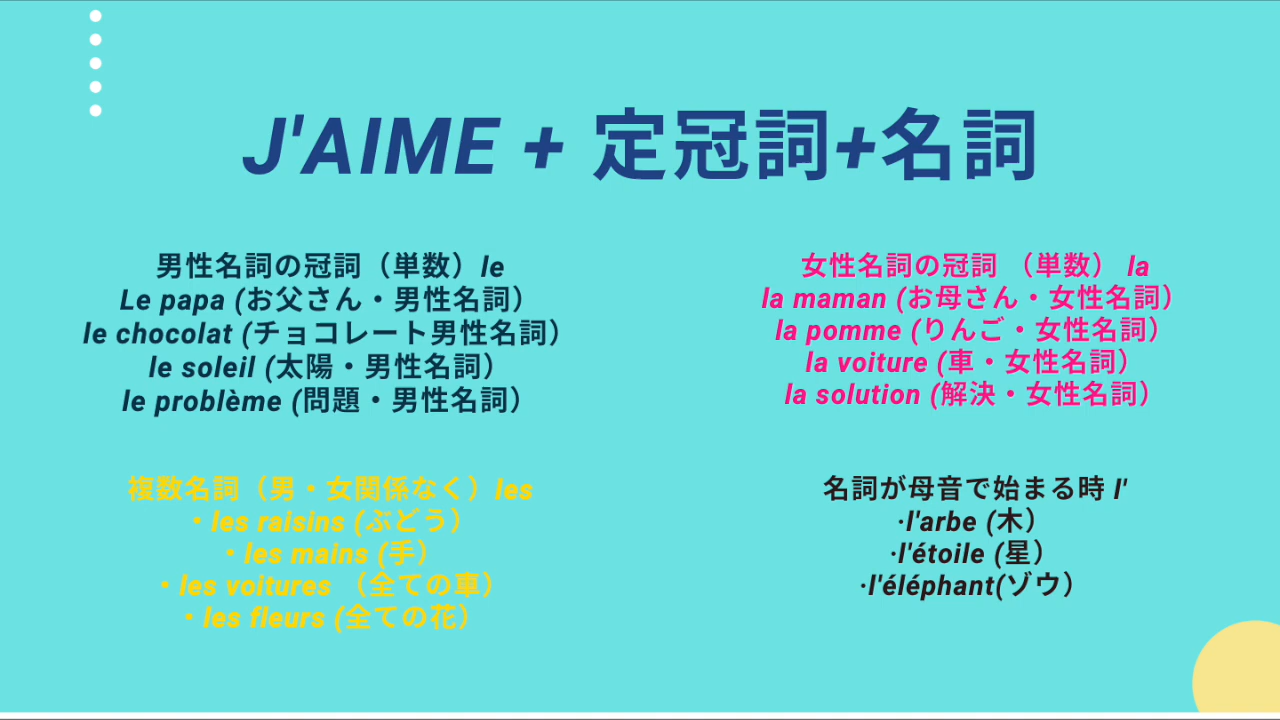 J'AIME + 定冠詞+名詞
男性名詞の冠詞（単数）le
Le papa (お父さん・男性名詞）
le chocolat (チョコレート男性名詞）
le soleil (太陽・男性名詞）
le problème (問題・男性名詞）
女性名詞の冠詞 （単数） la
la maman (お母さん・女性名詞）
la pomme (りんご・女性名詞）
la voiture (車・女性名詞）
la solution (解決・女性名詞）
複数名詞（男・女関係なく）les
・les raisins (ぶどう）
・les mains (手）
・les voitures （全ての車）
・les fleurs (全ての花）
名詞が母音で始まる時 l'
·l'arbe (木）
·l'étoile (星）
·l'éléphant(ゾウ）